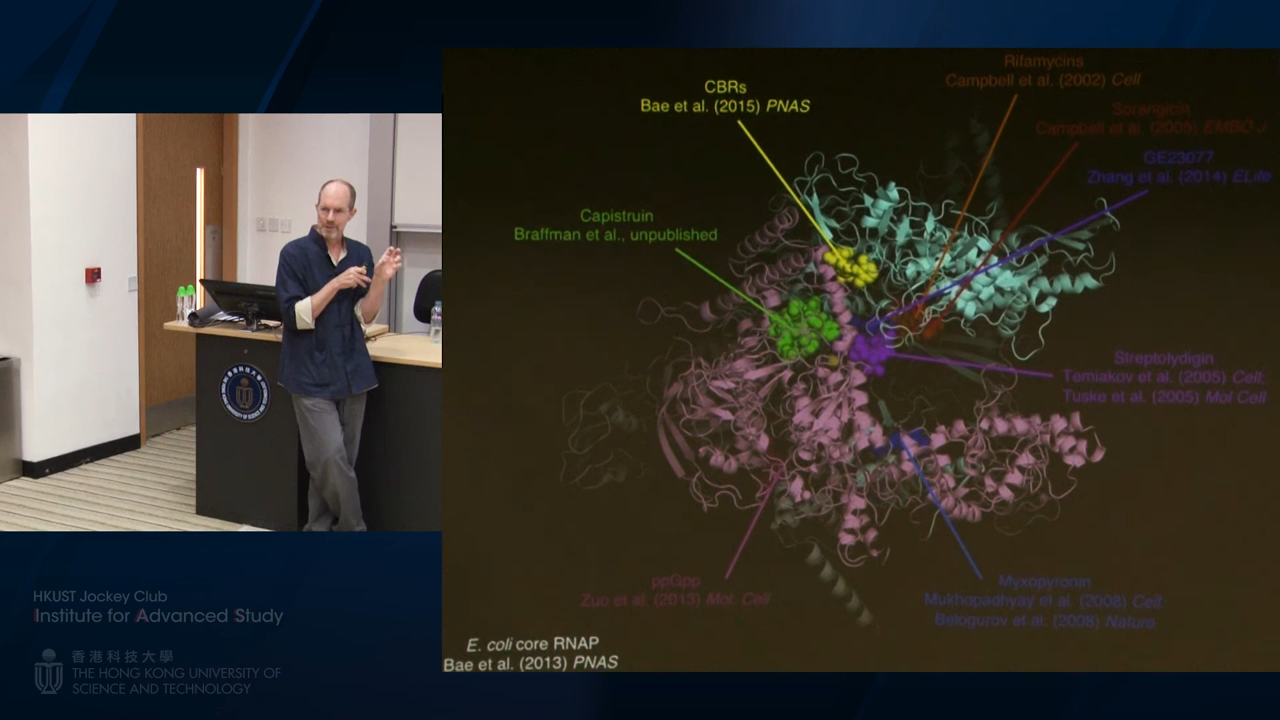 CBRs
Bae et al. (2015) PNAS
Rifamycins
Campbell et al. (2002) Cell
Sorangicin
Campbell et al. (2005) EMBO J
GE23077
Zhang et al. (2014) ELife
Capistruin
Braffman et al., unpublished
Streptolydigin
Temiakov et al. (2005) Cell;
Tuske et al. (2005) Mol Cell
ppGpp
Zuo et al. (2013) Mol. Cell
Myxopyronin
Mukhopadhyay et al. (2008) Cell;
Belogurov et al. (2008) Nature
E. coli core RNAP
Bae et al. (2013) PNAS
HKUST Jockey Club
Institute for Advanced Study
香港科技大學
THE HONG KONG UNIVERSITY OF
SCIENCE AND TECHNOLOGY